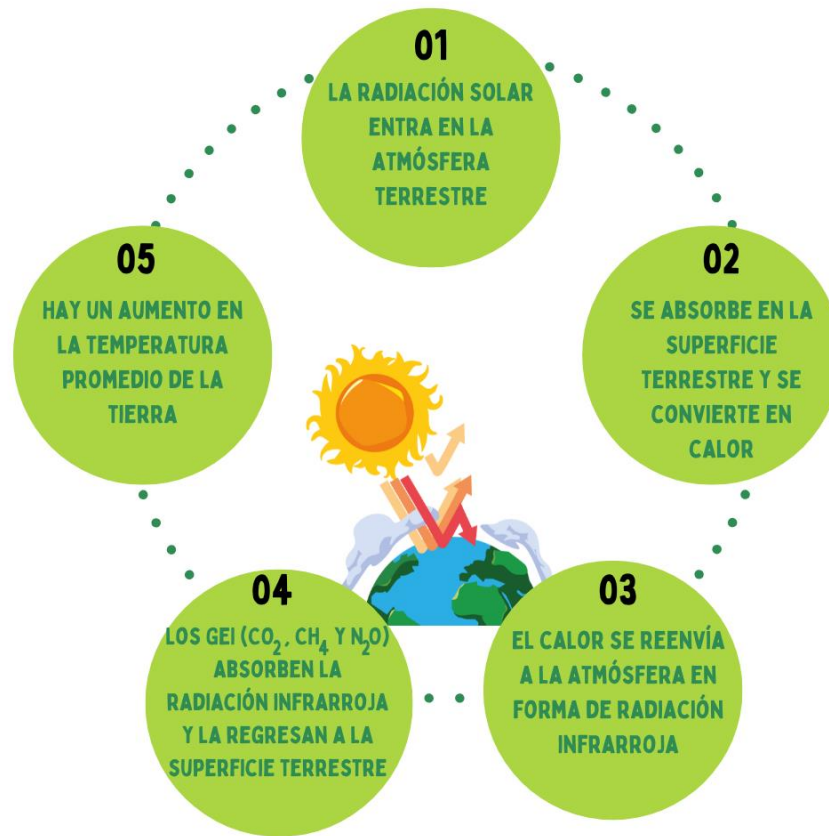 01
LA RADIACIÓN SOLAR
ENTRA EN LA
ATMÓSFERA
TERRESTRE
02
SE ABSORBE EN LA
SUPERFICIE
TERRESTRE Y SE
CONVIERTE EN
CALOR
03
EL CALOR SE REENVÍA
A LA ATMÓSFERA EN
FORMA DE RADIACIÓN
INFRARROJA
04
LOS GEI (CO₂, CH₄ Y N₂O)
ABSORBEN LA
RADIACIÓN INFRARROJA
Y LA REGRESAN A LA
SUPERFICIE TERRESTRE
05
HAY UN AUMENTO EN
LA TEMPERATURA
PROMEDIO DE LA
TIERRA